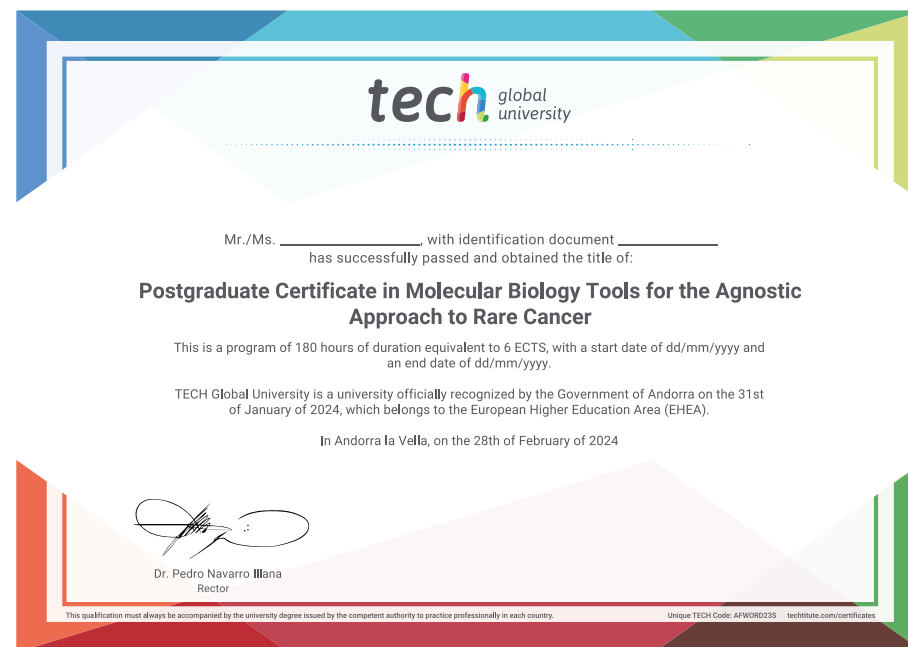 tech global university
Mr./Ms. ____________, with identification document ____________
has successfully passed and obtained the title of:
Postgraduate Certificate in Molecular Biology Tools for the Agnostic
Approach to Rare Cancer
This is a program of 180 hours of duration equivalent to 6 ECTS, with a start date of dd/mm/yyyy and
an end date of dd/mm/yyyy.
TECH Global University is a university officially recognized by the Government of Andorra on the 31st
of January of 2024, which belongs to the European Higher Education Area (EHEA).
In Andorra la Vella, on the 28th of February of 2024
Dr. Pedro Navarro Illana
Rector
This qualification must always be accompanied by the university degree issued by the competent authority to practice professionally in each country.
Unique TECH Code: AFWORD23S techtitute.com/certificates